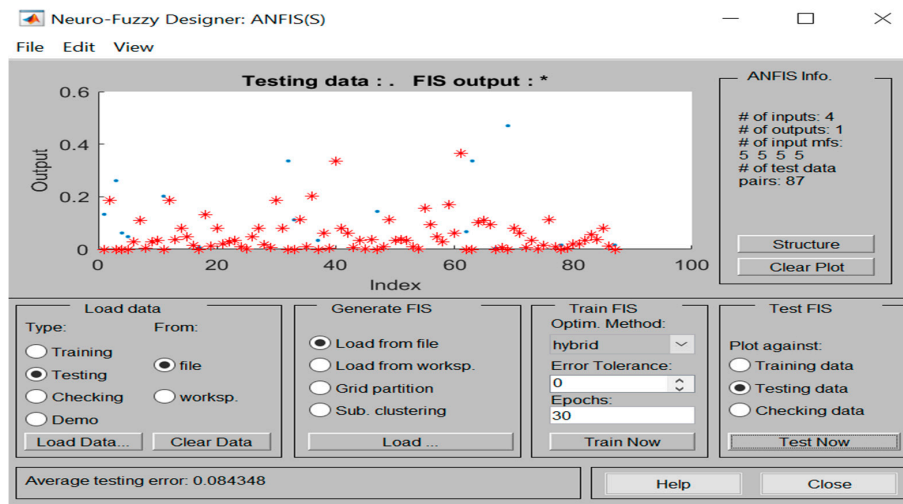 Neuro-Fuzzy Designer: ANFIS(S)
File Edit View
Testing data : . FIS output : *
0.6
0.4
0.2
0
Output
0 20 40 60 80 100
Index
ANFIS Info.
# of inputs: 4
# of outputs: 1
# of input mfs:
5 5 5 5
# of test data
pairs: 87
Structure
Clear Plot
Load data
Type: From:
Training
Testing
Checking
Demo
file
worksp.
Load Data... Clear Data
Generate FIS
Load from file
Load from worksp.
Grid partition
Sub. clustering
Load ...
Train FIS
Optim. Method:
hybrid
Error Tolerance:
0
Epochs:
30
Train Now
Test FIS
Plot against:
Training data
Testing data
Checking data
Test Now
Average testing error: 0.084348
Help
Close